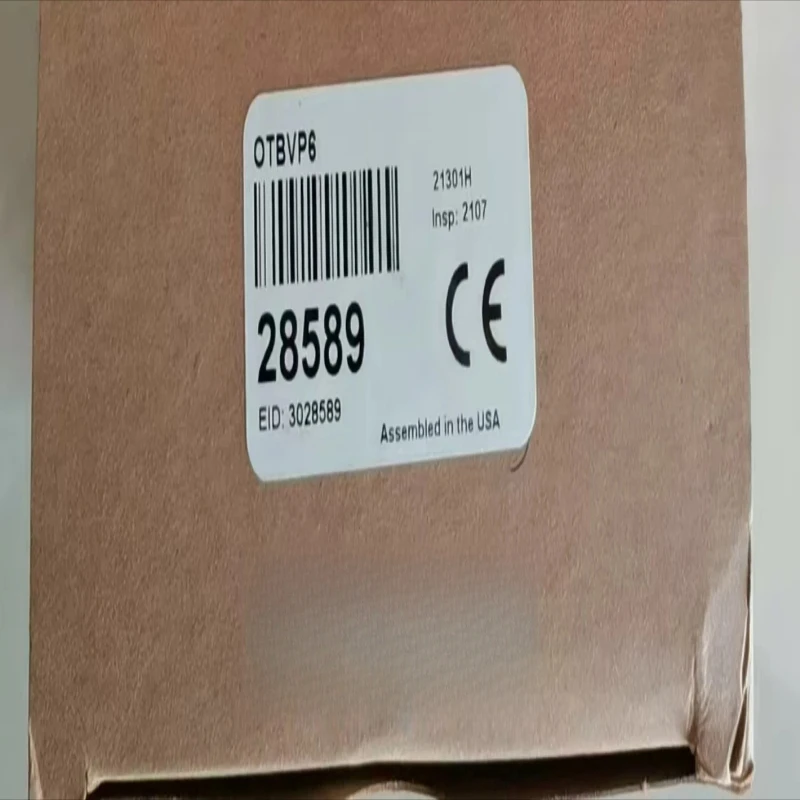 OTBVP6
21301H
Insp: 2107
28589
CE
EID: 3028589
Assembled in the USA